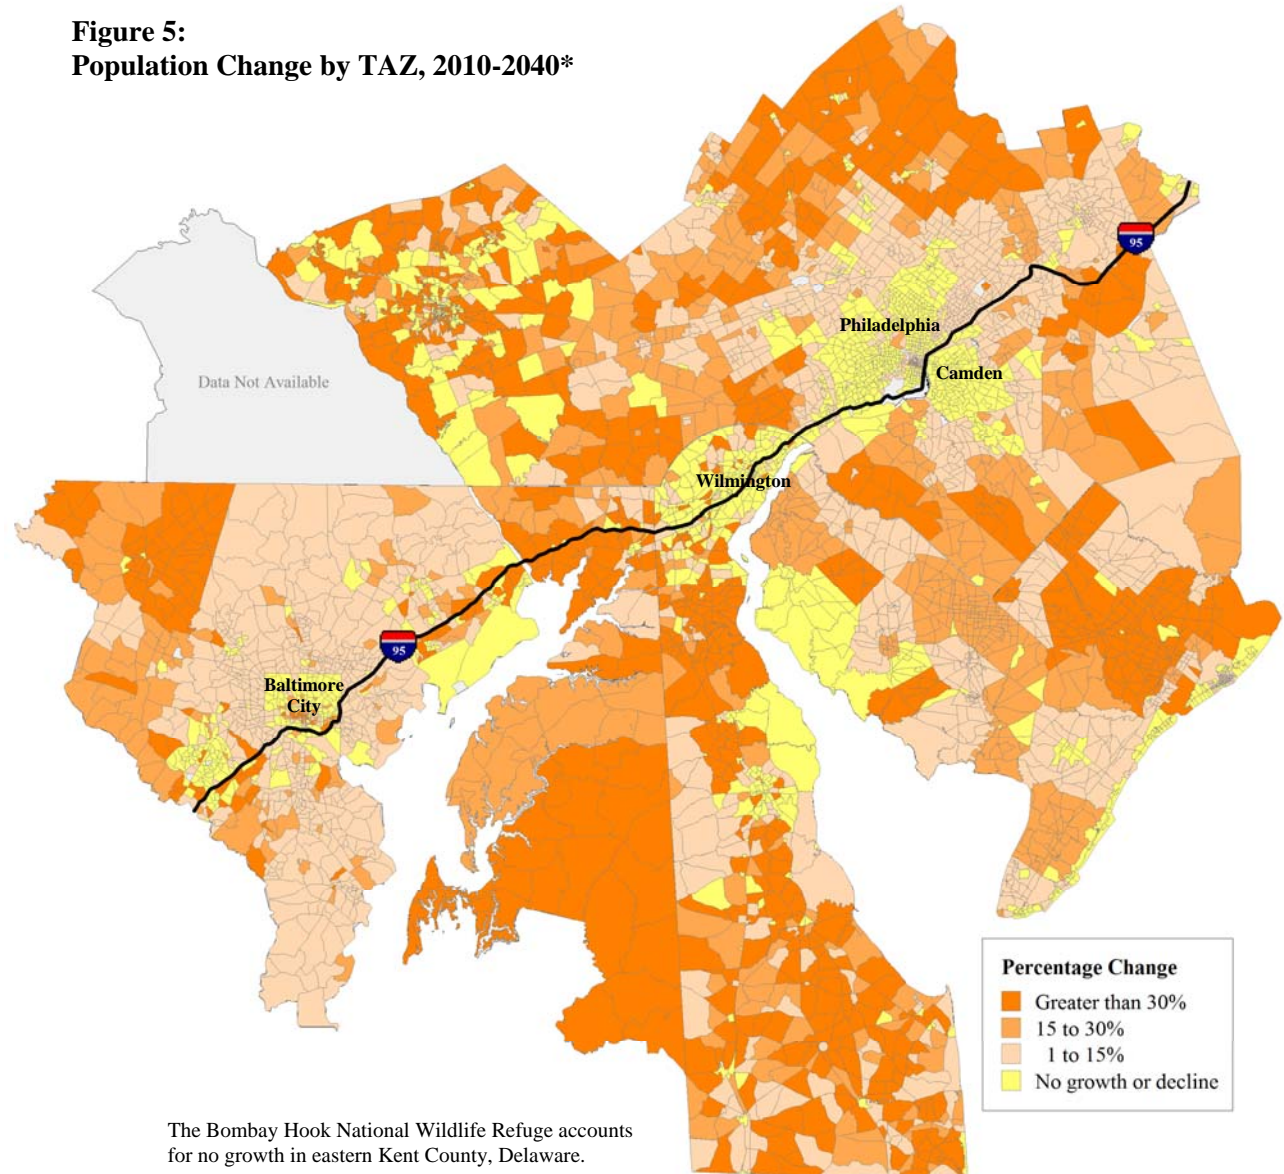 Figure 5:
Population Change by TAZ, 2010-2040*
95
Philadelphia
Camden
Data Not Available
Wilmington
95
Baltimore
City
Percentage Change
Greater than 30%
15 to 30%
1 to 15%
No growth or decline
The Bombay Hook National Wildlife Refuge accounts
for no growth in eastern Kent County, Delaware.